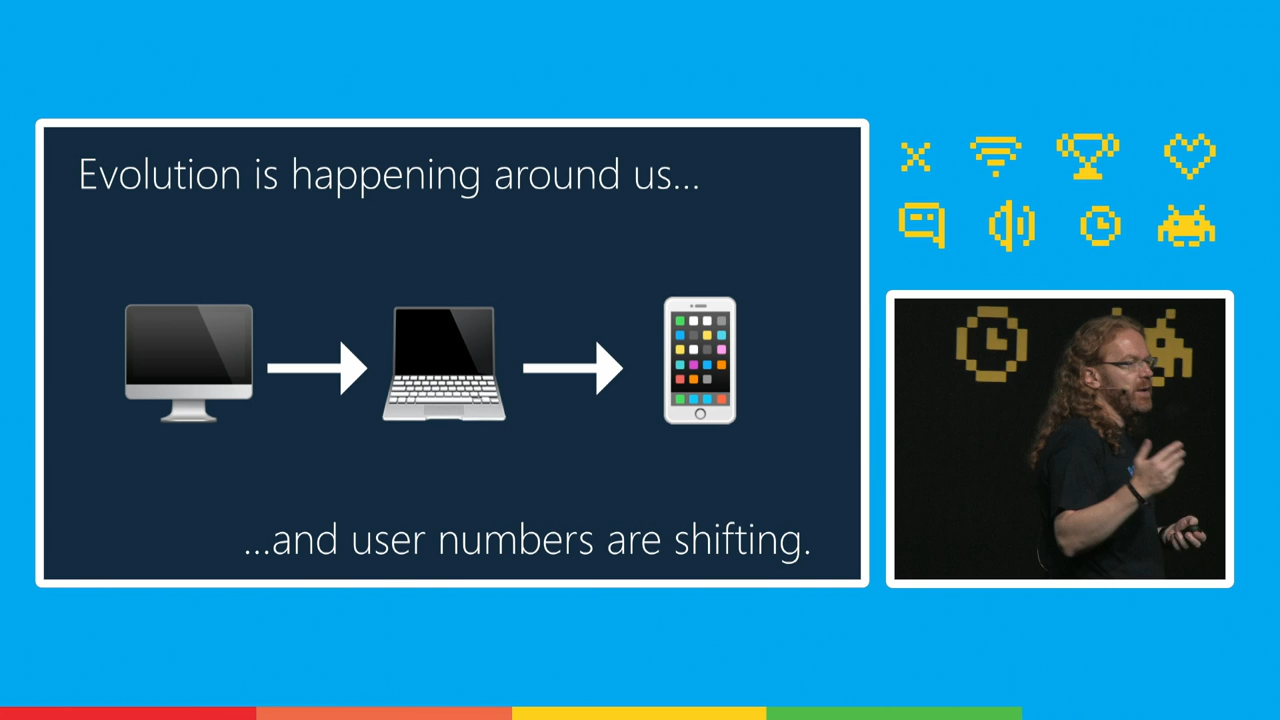 Evolution is happening around us...
...and user numbers are shifting.